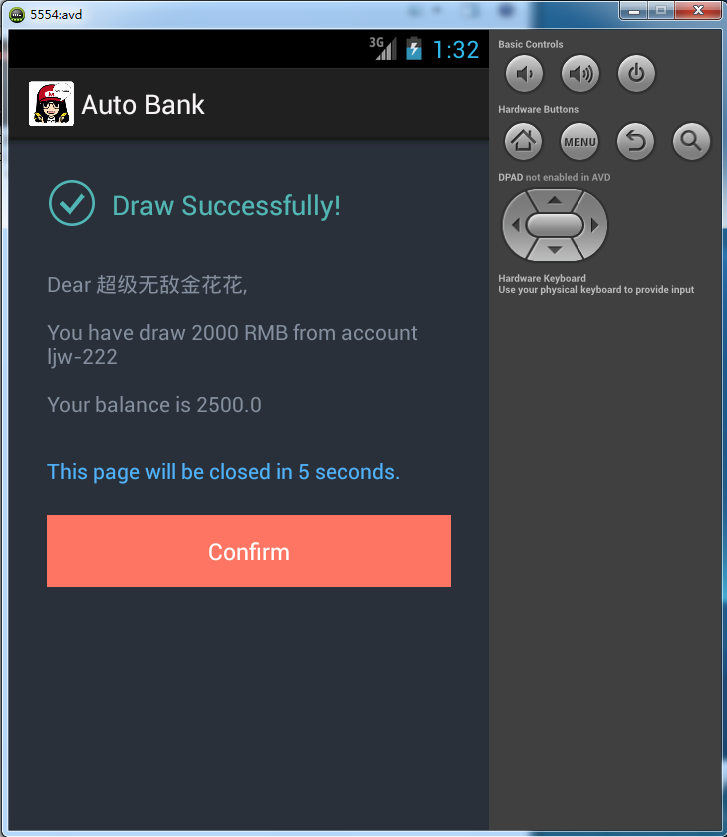 5554:avd
3G 1:32
Auto Bank
Draw Successfully!
Dear 超级无敌金花花,
You have draw 2000 RMB from account
ljw-222
Your balance is 2500.0
This page will be closed in 5 seconds.
Confirm
Basic Controls
Hardware Buttons
MENU
DPAD not enabled in AVD
Hardware Keyboard
Use your physical keyboard to provide input